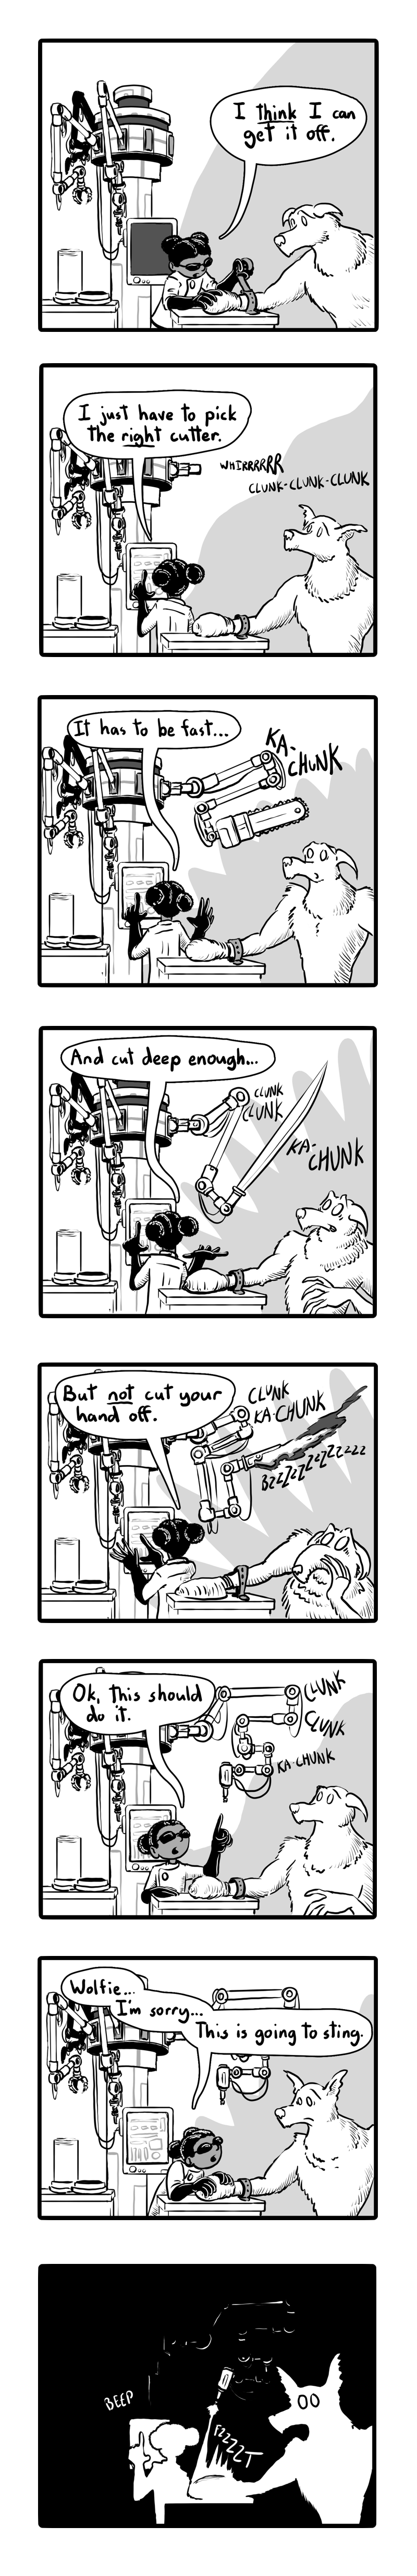 I think I can
get it off.
I just have to pick
the right cutter.
WHIRRRRRR
CLUNK-CLUNK-CLUNK
It has to be fast...
KA-
CHUNK
And cut deep enough...
CLUNK
CLUNK
KA-
CHUNK
But not cut your
hand off.
CLUNK
KA-CHUNK
BZZZZZZZZZZZZZ
Ok, this should
do it.
CLUNK
CLUNK
KA-CHUNK
Wolfie...
I'm sorry...
This is going to sting.
BEEP
FZZZZT